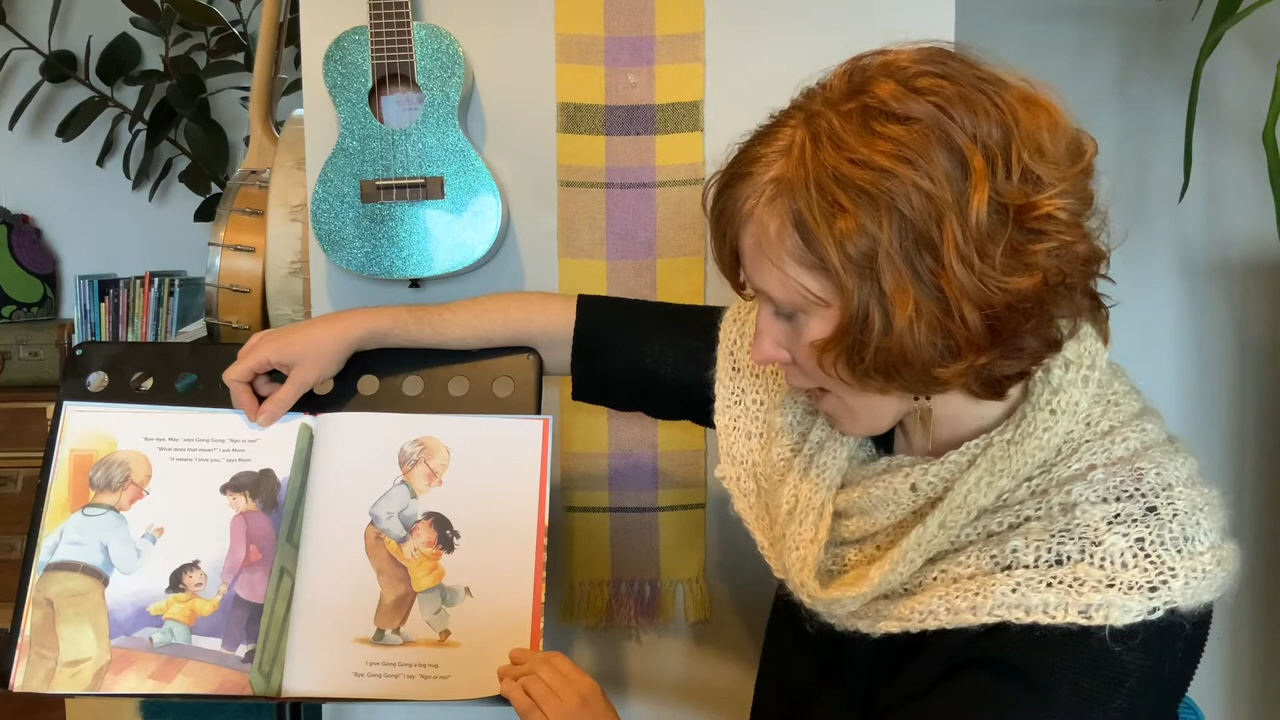 "Bye-bye, May," says Gong Gong. "Ngo oi nei!"
"What does that mean?" I ask Mom.
"It means 'I love you,'" says Mom.
I give Gong Gong a big hug.
"Bye, Gong Gong!" I say. "Ngo oi nei!"